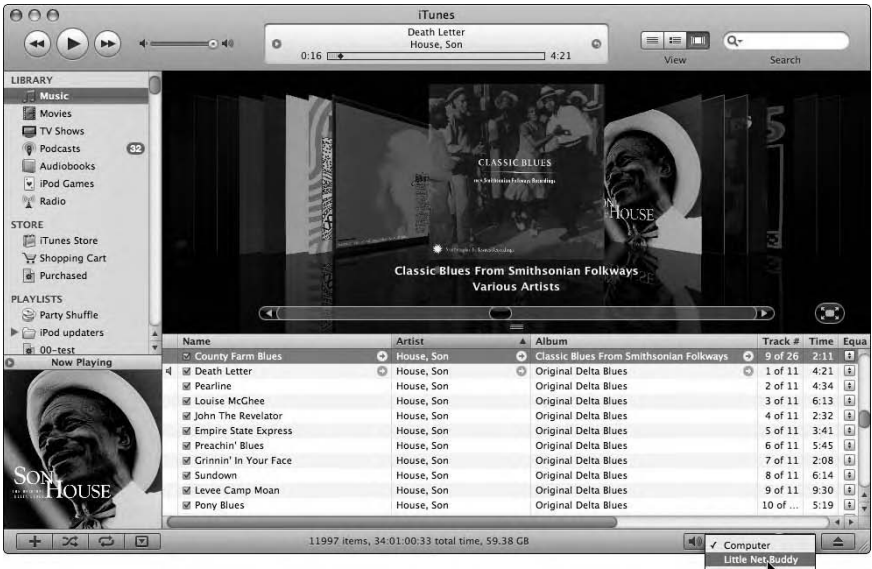 iTunes
Death Letter
House, Son
0:16
4:21
View
Search
LIBRARY
Music
Movies
TV Shows
Podcasts 32
Audiobooks
iPod Games
Radio
STORE
iTunes Store
Shopping Cart
Purchased
PLAYLISTS
Party Shuffle
iPod updaters
00-test
Now Playing
SON HOUSE
CLASSIC BLUES
from Smithsonian Folkways Recordings
HOUSE
Classic Blues From Smithsonian Folkways
Various Artists
Name Artist Album Track # Time Equa
County Farm Blues House, Son Classic Blues From Smithsonian Folkways 9 of 26 2:11
Death Letter House, Son Original Delta Blues 1 of 11 4:21
Pearline House, Son Original Delta Blues 2 of 11 4:34
Louise McGhee House, Son Original Delta Blues 3 of 11 6:13
John The Revelator House, Son Original Delta Blues 4 of 11 2:32
Empire State Express House, Son Original Delta Blues 5 of 11 3:41
Preachin' Blues House, Son Original Delta Blues 6 of 11 5:45
Grinnin' In Your Face House, Son Original Delta Blues 7 of 11 2:08
Sundown House, Son Original Delta Blues 8 of 11 6:14
Levee Camp Moan House, Son Original Delta Blues 9 of 11 9:30
Pony Blues House, Son Original Delta Blues 10 of ... 5:19
11997 items, 34:01:00:33 total time, 59.38 GB
Computer
Little Net Buddy